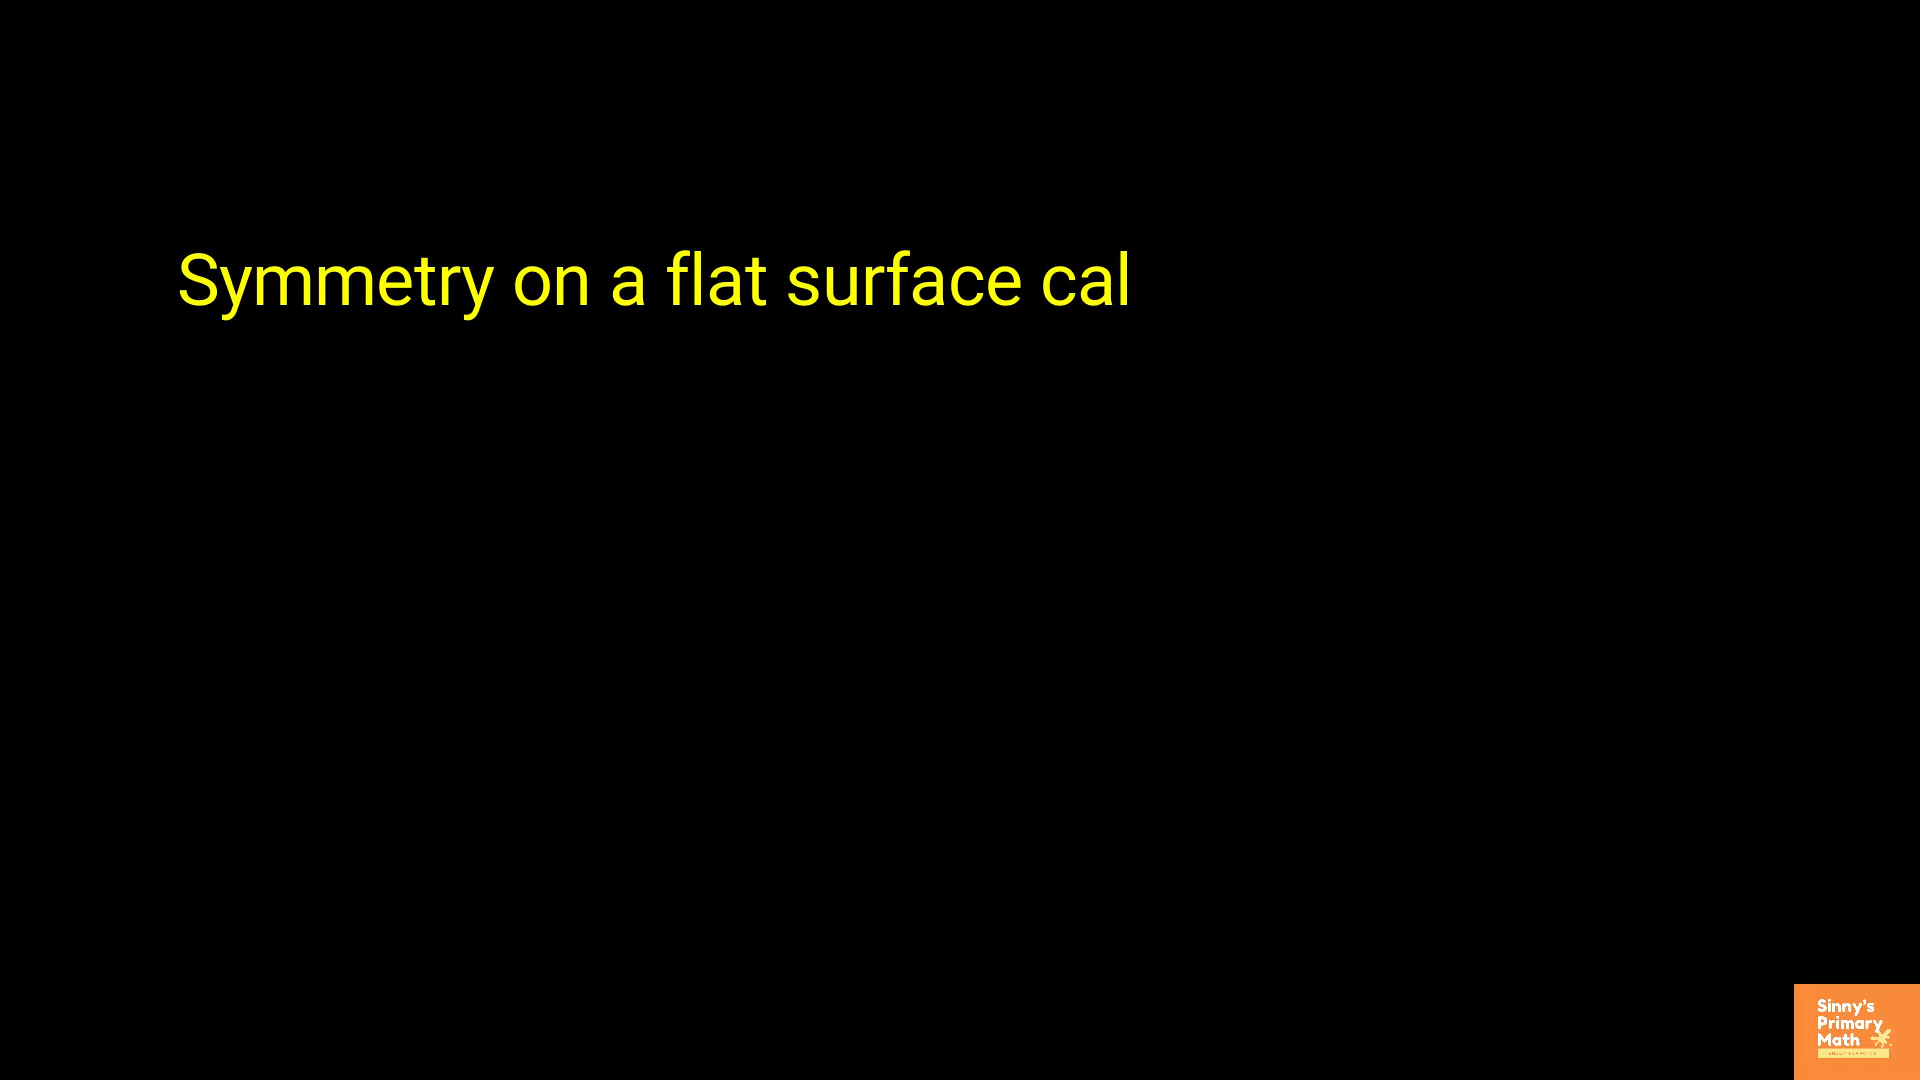 Symmetry on a flat surface cal
Sinny's
Primary
Math